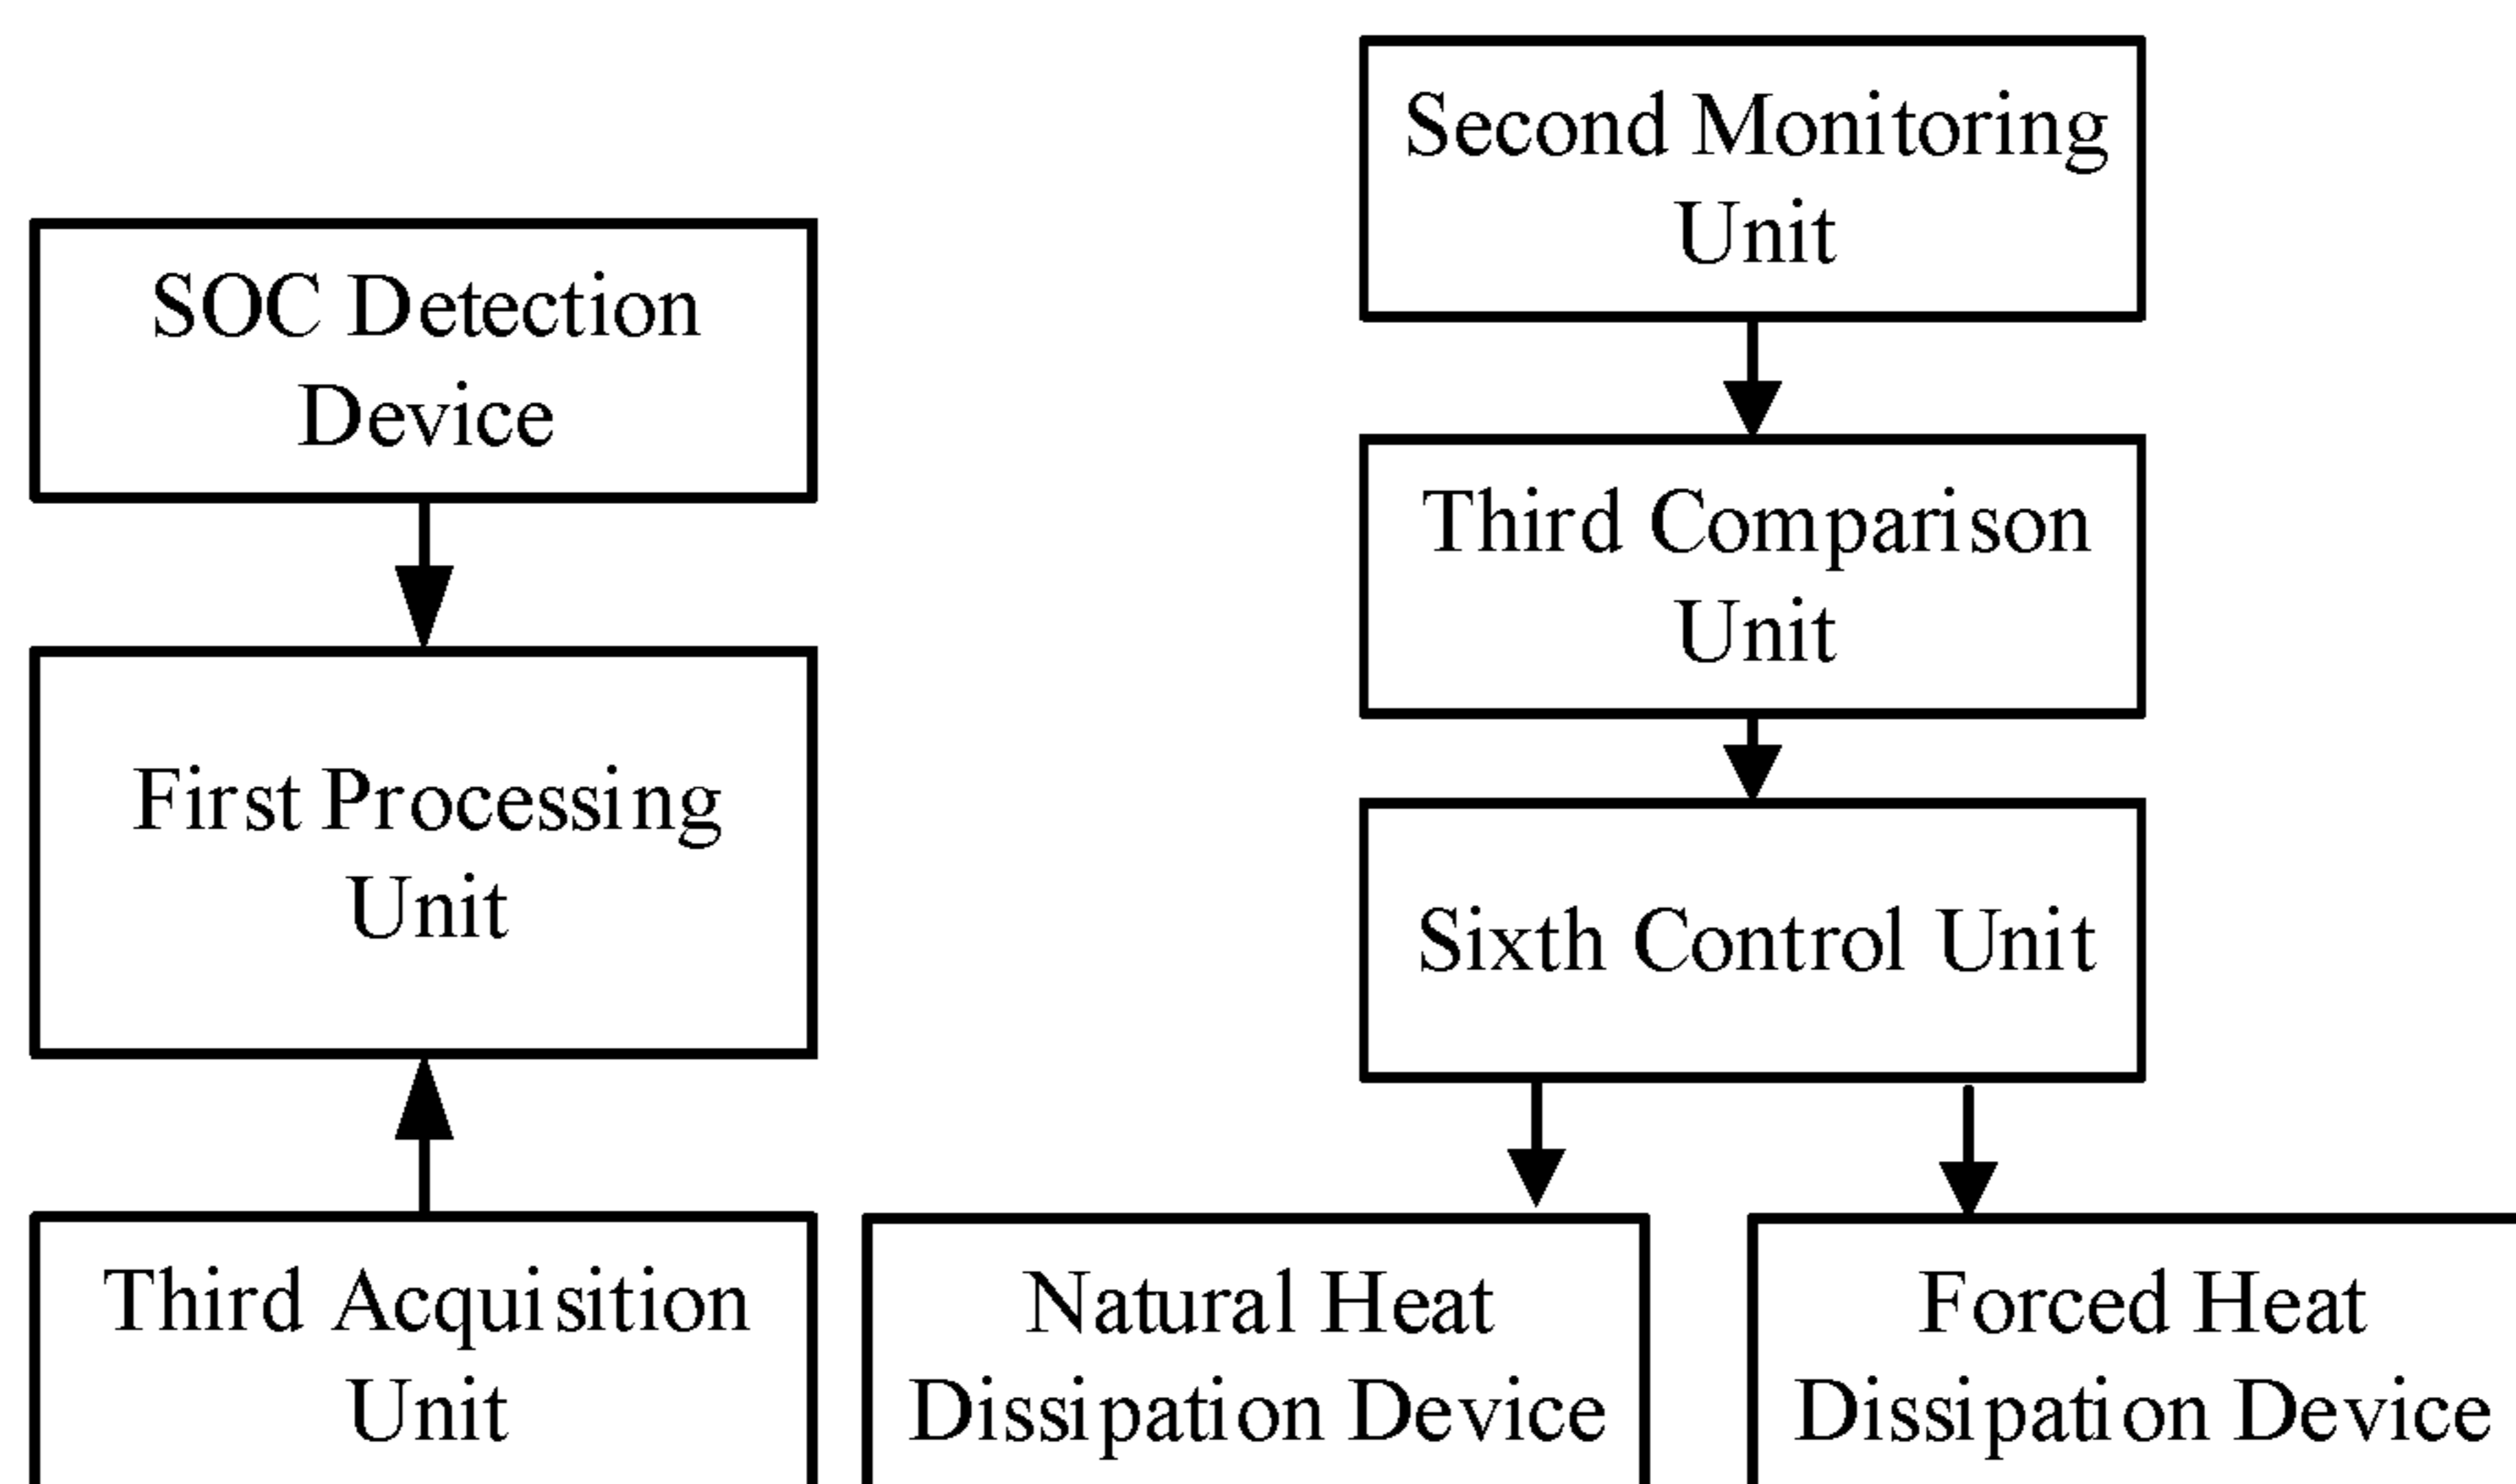 SOC Detection
Device
First Processing
Unit
Third Acquisition
Unit
Second Monitoring
Unit
Third Comparison
Unit
Sixth Control Unit
Natural Heat
Dissipation Device
Forced Heat
Dissipation Device